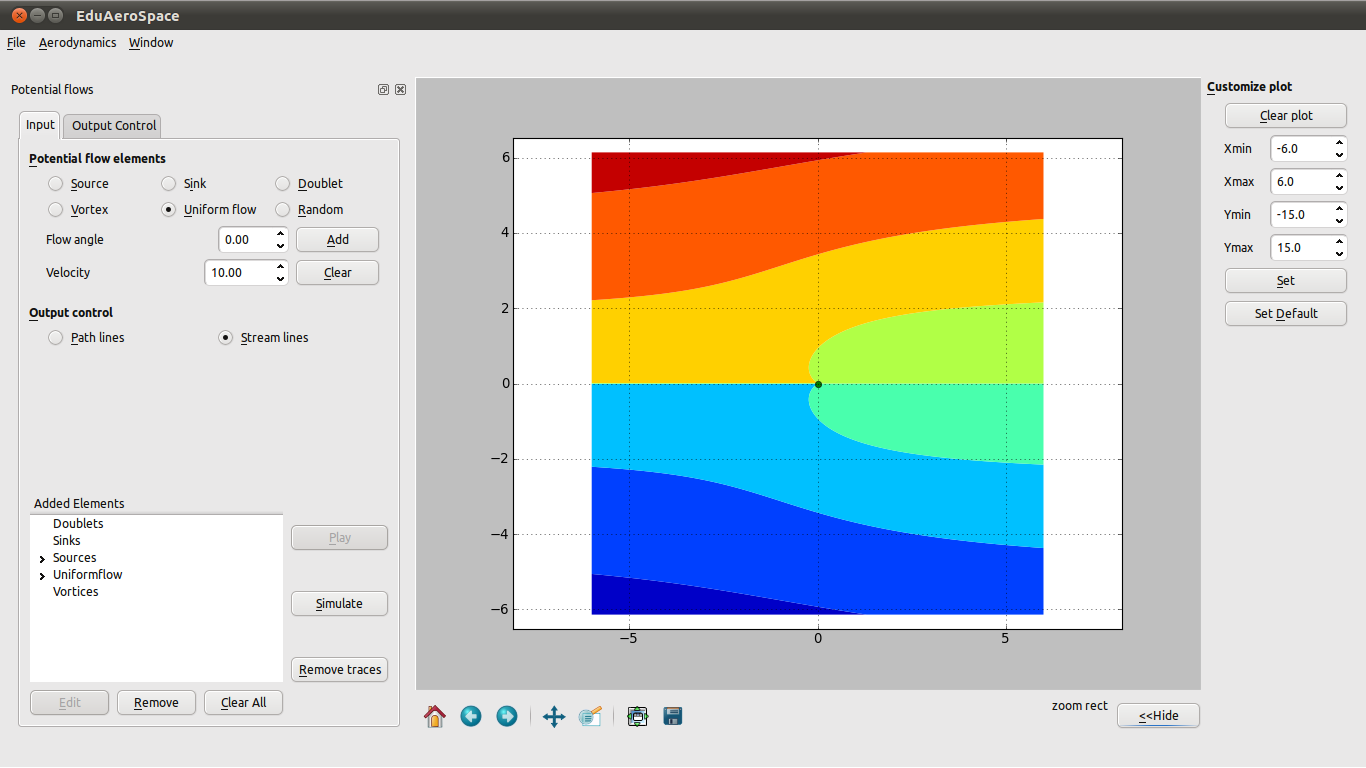 EduAeroSpace
File Aerodynamics Window
Potential flows
Input Output Control
Potential flow elements
Source Sink Doublet
Vortex Uniform flow Random
Flow angle 0.00 Add
Velocity 10.00 Clear
Output control
Path lines Stream lines
Added Elements
Doublets
Sinks
Sources
Uniformflow
Vortices
Play
Simulate
Remove traces
Edit Remove Clear All
6
4
2
0
−2
−4
−6
−5 0 5
zoom rect
<<Hide
Customize plot
Clear plot
Xmin -6.0
Xmax 6.0
Ymin -15.0
Ymax 15.0
Set
Set Default